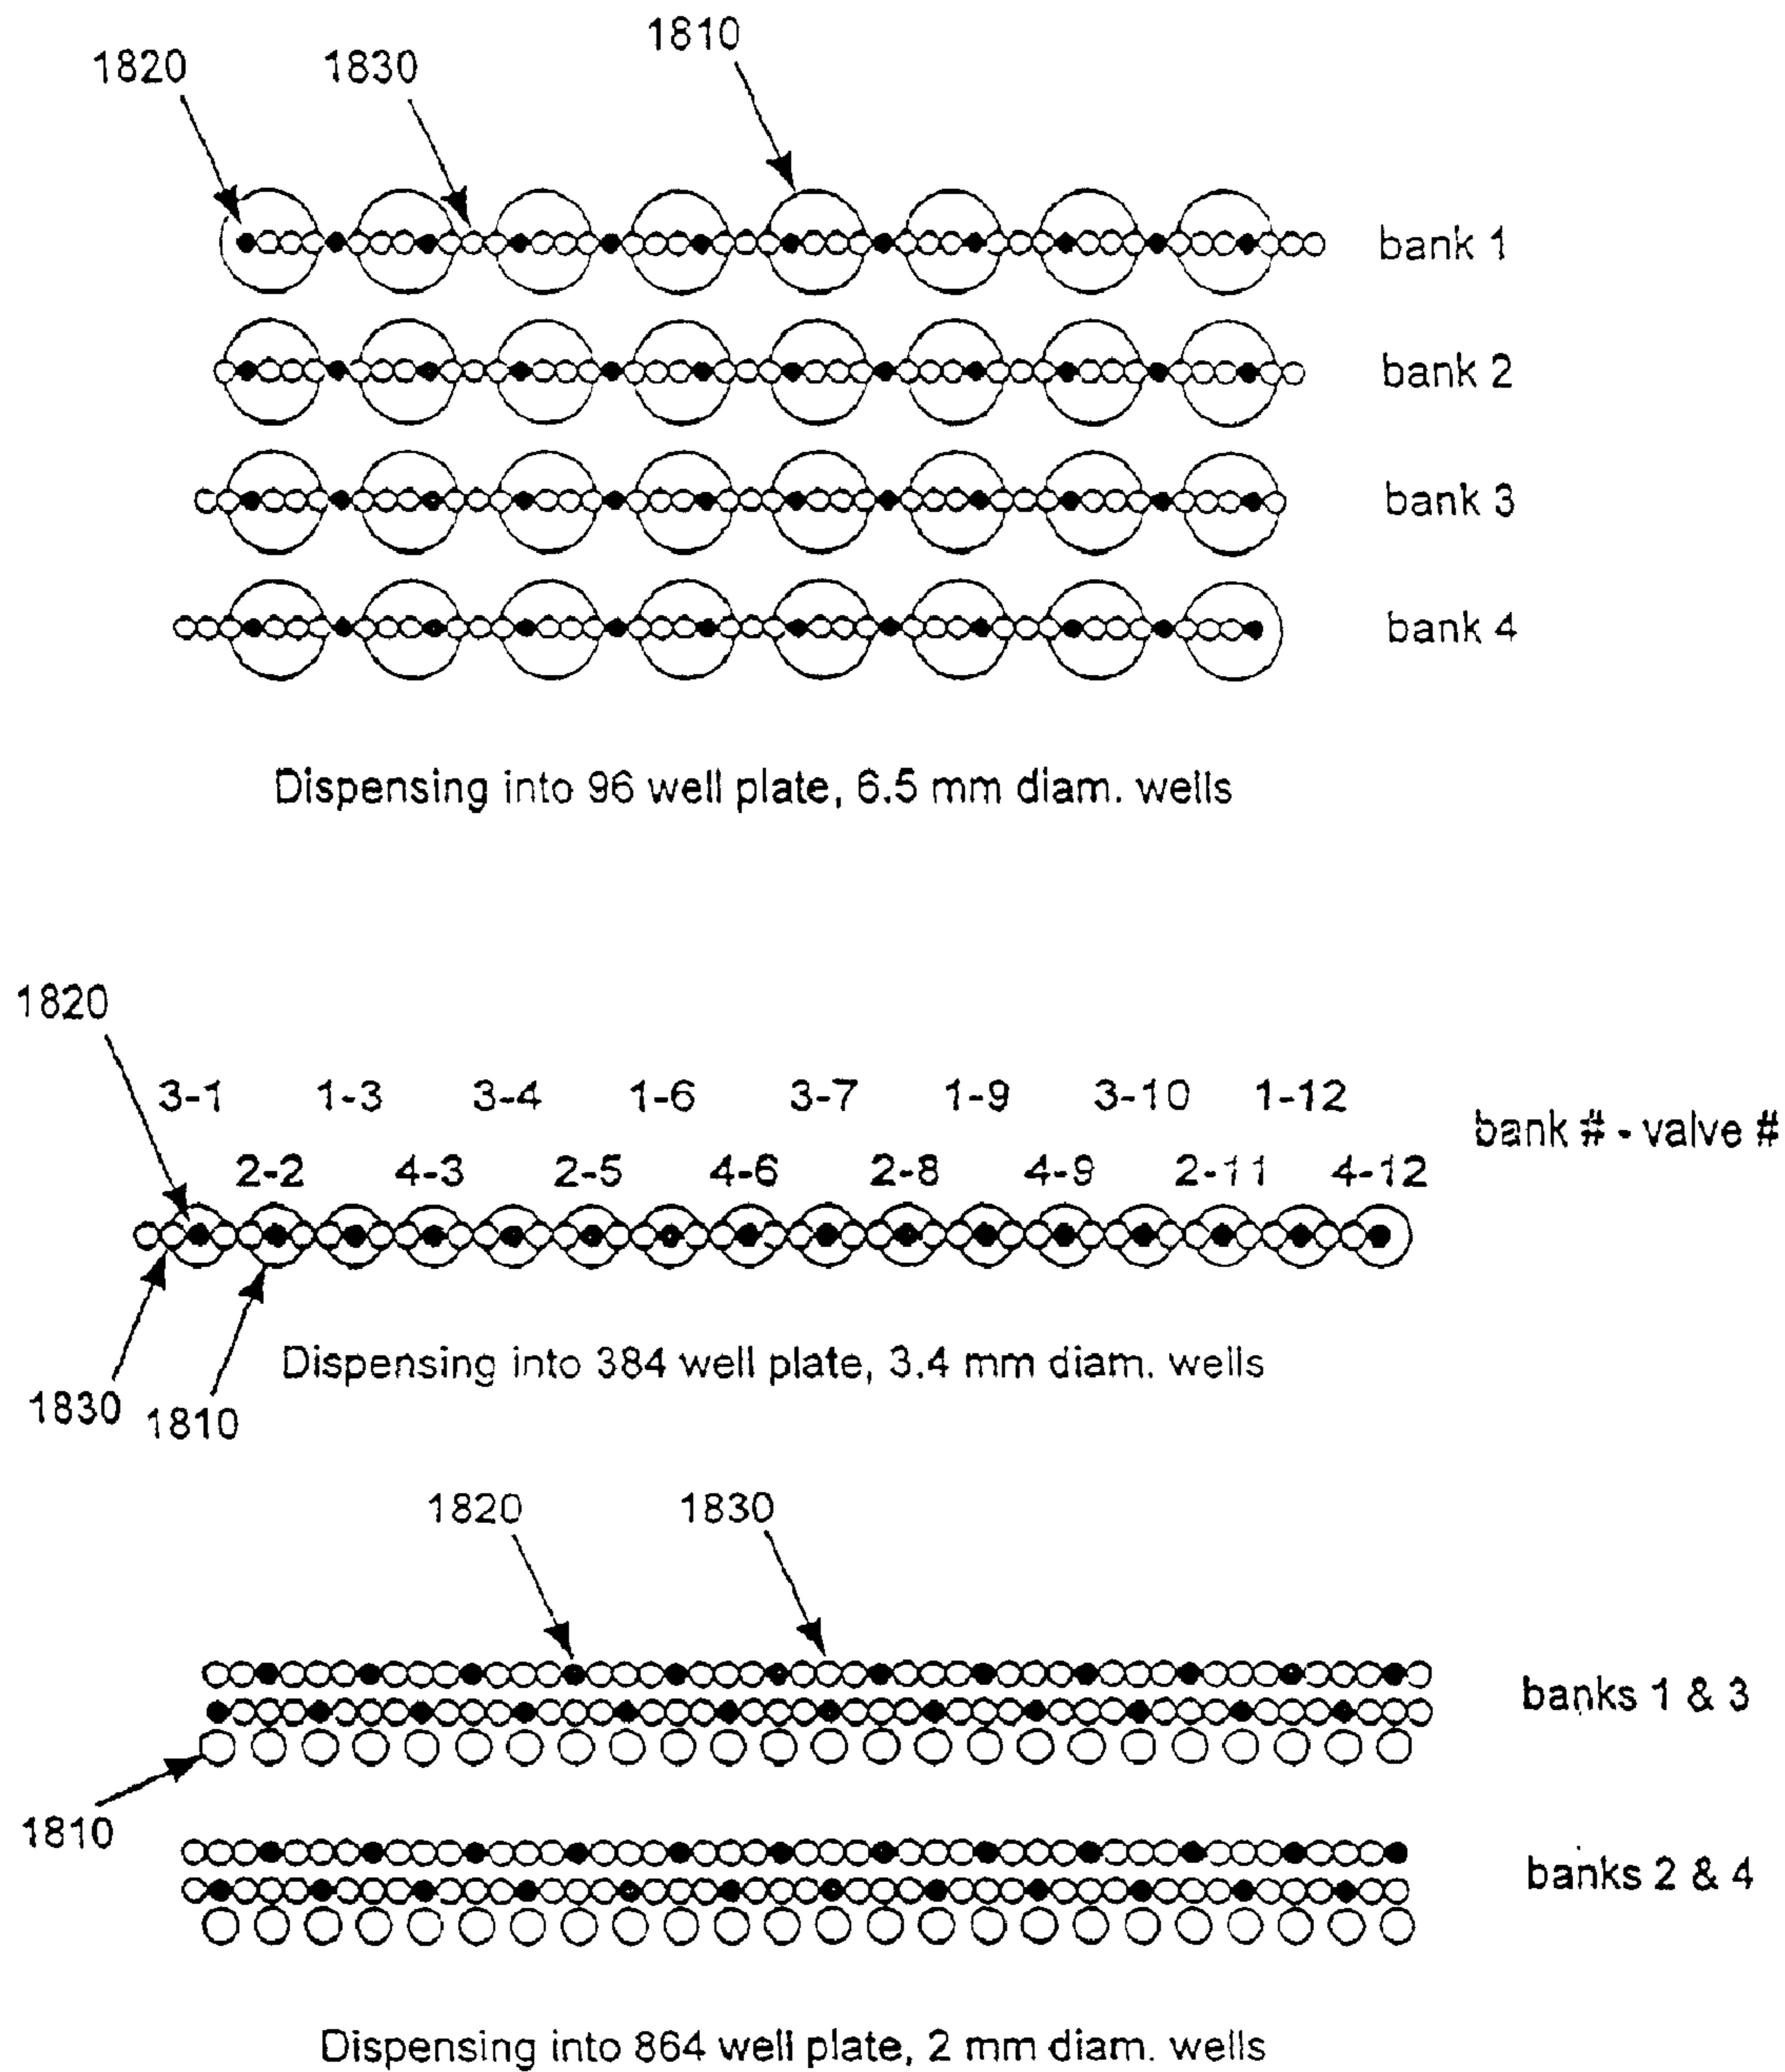 1810
1820 1830
bank 1
bank 2
bank 3
bank 4
Dispensing into 96 well plate, 6.5 mm diam. wells
1820
3-1 1-3 3-4 1-6 3-7 1-9 3-10 1-12
bank # - valve #
2-2 4-3 2-5 4-6 2-8 4-9 2-11 4-12
Dispensing into 384 well plate, 3.4 mm diam. wells
1830 1810
1820 1830
banks 1 & 3
1810
banks 2 & 4
Dispensing into 864 well plate, 2 mm diam. wells